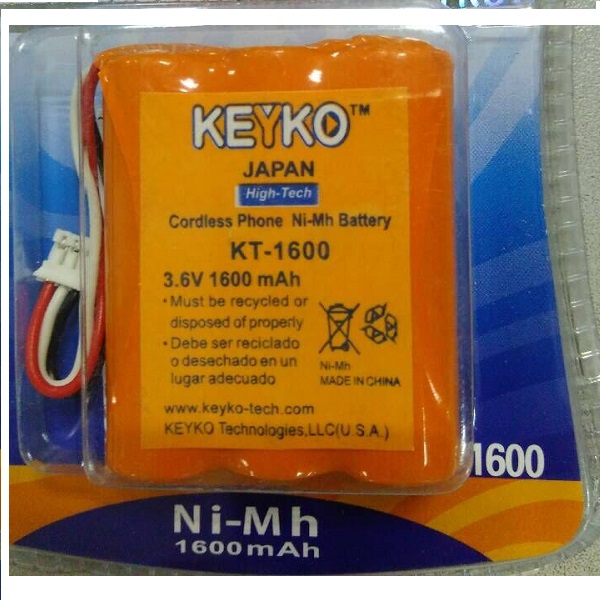 KEYKO™
JAPAN
High-Tech
Cordless Phone Ni-Mh Battery
KT-1600
3.6V 1600 mAh
• Must be recycled or
disposed of properly
• Debe ser reciclado
o desechado en un
lugar adecuado
Ni-Mh
MADE IN CHINA
www.keyko-tech.com
KEYKO Technologies,LLC(U.S.A.)
1600
Ni-Mh
1600mAh